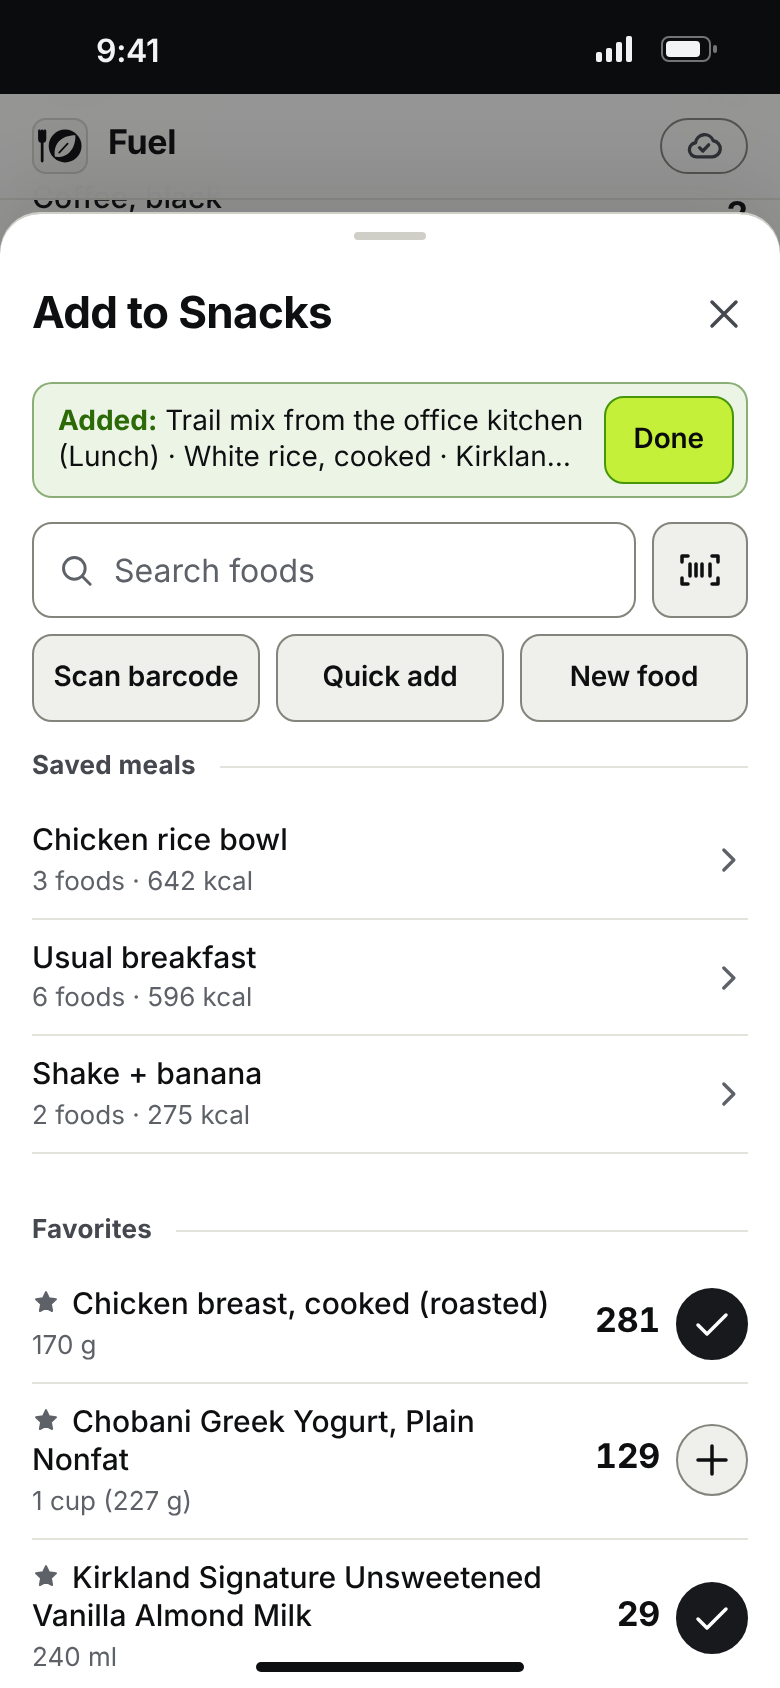 9:41
Fuel
Coffee, black
Add to Snacks
Added: Trail mix from the office kitchen
(Lunch) · White rice, cooked · Kirklan...
Done
Search foods
Scan barcode
Quick add
New food
Saved meals
Chicken rice bowl
3 foods · 642 kcal
Usual breakfast
6 foods · 596 kcal
Shake + banana
2 foods · 275 kcal
Favorites
Chicken breast, cooked (roasted)
281
170 g
Chobani Greek Yogurt, Plain
Nonfat
129
1 cup (227 g)
Kirkland Signature Unsweetened
Vanilla Almond Milk
29
240 ml